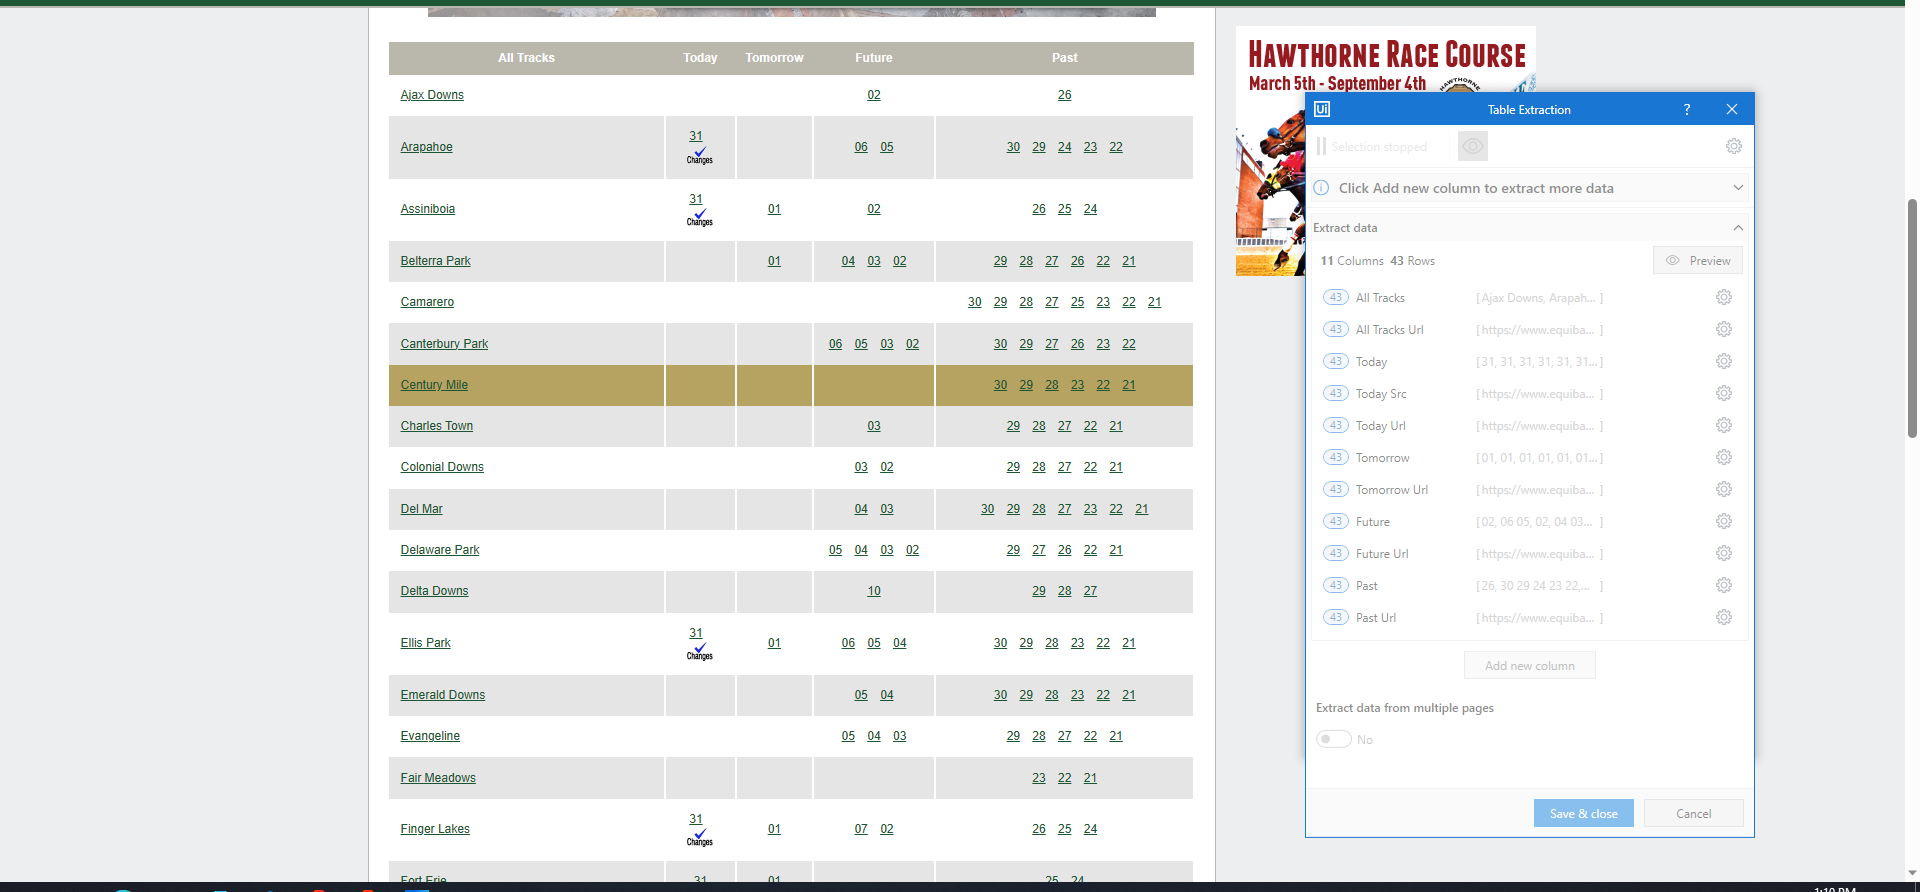 All Tracks Today Tomorrow Future Past
Ajax Downs 02 26
Arapahoe 31 Changes 06 05 30 29 24 23 22
Assiniboia 31 Changes 01 02 26 25 24
Belterra Park 01 04 03 02 29 28 27 26 22 21
Camarero 30 29 28 27 25 23 22 21
Canterbury Park 06 05 03 02 30 29 27 26 23 22
Century Mile 30 29 28 23 22 21
Charles Town 03 29 28 27 22 21
Colonial Downs 03 02 29 28 27 22 21
Del Mar 04 03 30 29 28 27 23 22 21
Delaware Park 05 04 03 02 29 27 26 22 21
Delta Downs 10 29 28 27
Ellis Park 31 Changes 01 06 05 04 30 29 28 23 22 21
Emerald Downs 05 04 30 29 28 23 22 21
Evangeline 05 04 03 29 28 27 22 21
Fair Meadows 23 22 21
Finger Lakes 31 Changes 01 07 02 26 25 24
Fort Erie 31 01 25 24
HAWTHORNE RACE COURSE
March 5th - September 4th
HAWTHORNE
Ui Table Extraction ?
Selection stopped
Click Add new column to extract more data
Extract data
11 Columns 43 Rows Preview
43 All Tracks [Ajax Downs, Arapah... ]
43 All Tracks Url [https://www.equiba... ]
43 Today [31, 31, 31, 31, 31, 31...]
43 Today Src [https://www.equiba... ]
43 Today Url [https://www.equiba... ]
43 Tomorrow [01, 01, 01, 01, 01, 01...]
43 Tomorrow Url [https://www.equiba... ]
43 Future [02, 06 05, 02, 04 03... ]
43 Future Url [https://www.equiba... ]
43 Past [26, 30 29 24 23 22,... ]
43 Past Url [https://www.equiba... ]
Add new column
Extract data from multiple pages
No
Save & close Cancel
1:10 PM